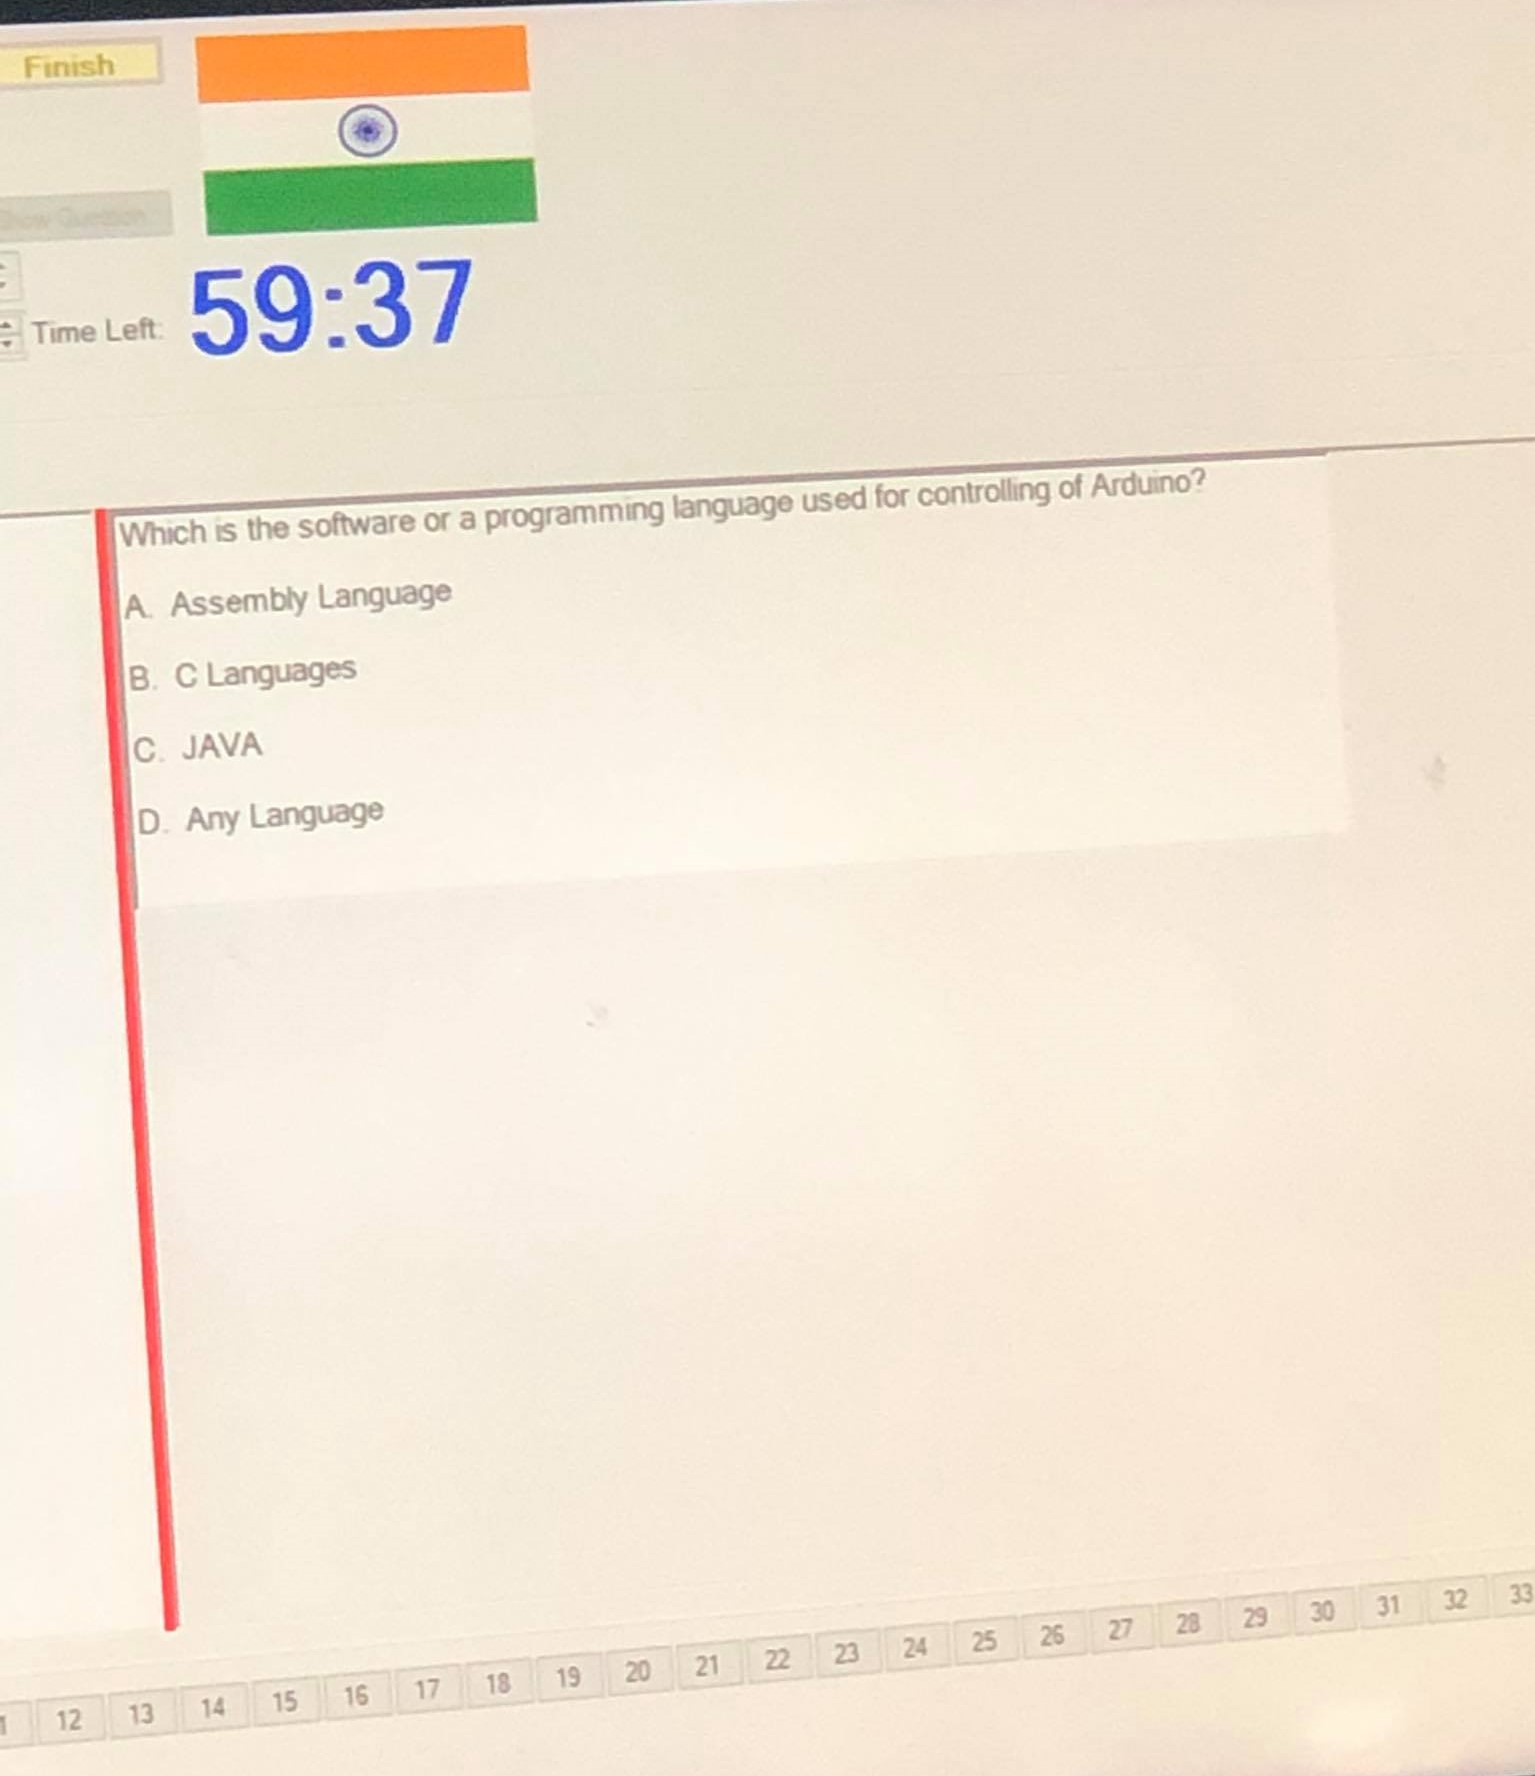 Finish
Show Question
Time Left: 59:37
Which is the software or a programming language used for controlling of Arduino?
A. Assembly Language
B. C Languages
C. JAVA
D. Any Language
12 13 14 15 16 17 18 19 20 21 22 23 24 25 26 27 28 29 30 31 32 33